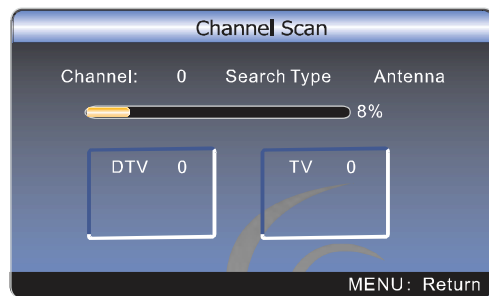 Channel Scan
Channel: 0 Search Type Antenna
8%
DTV 0 TV 0
MENU: Return